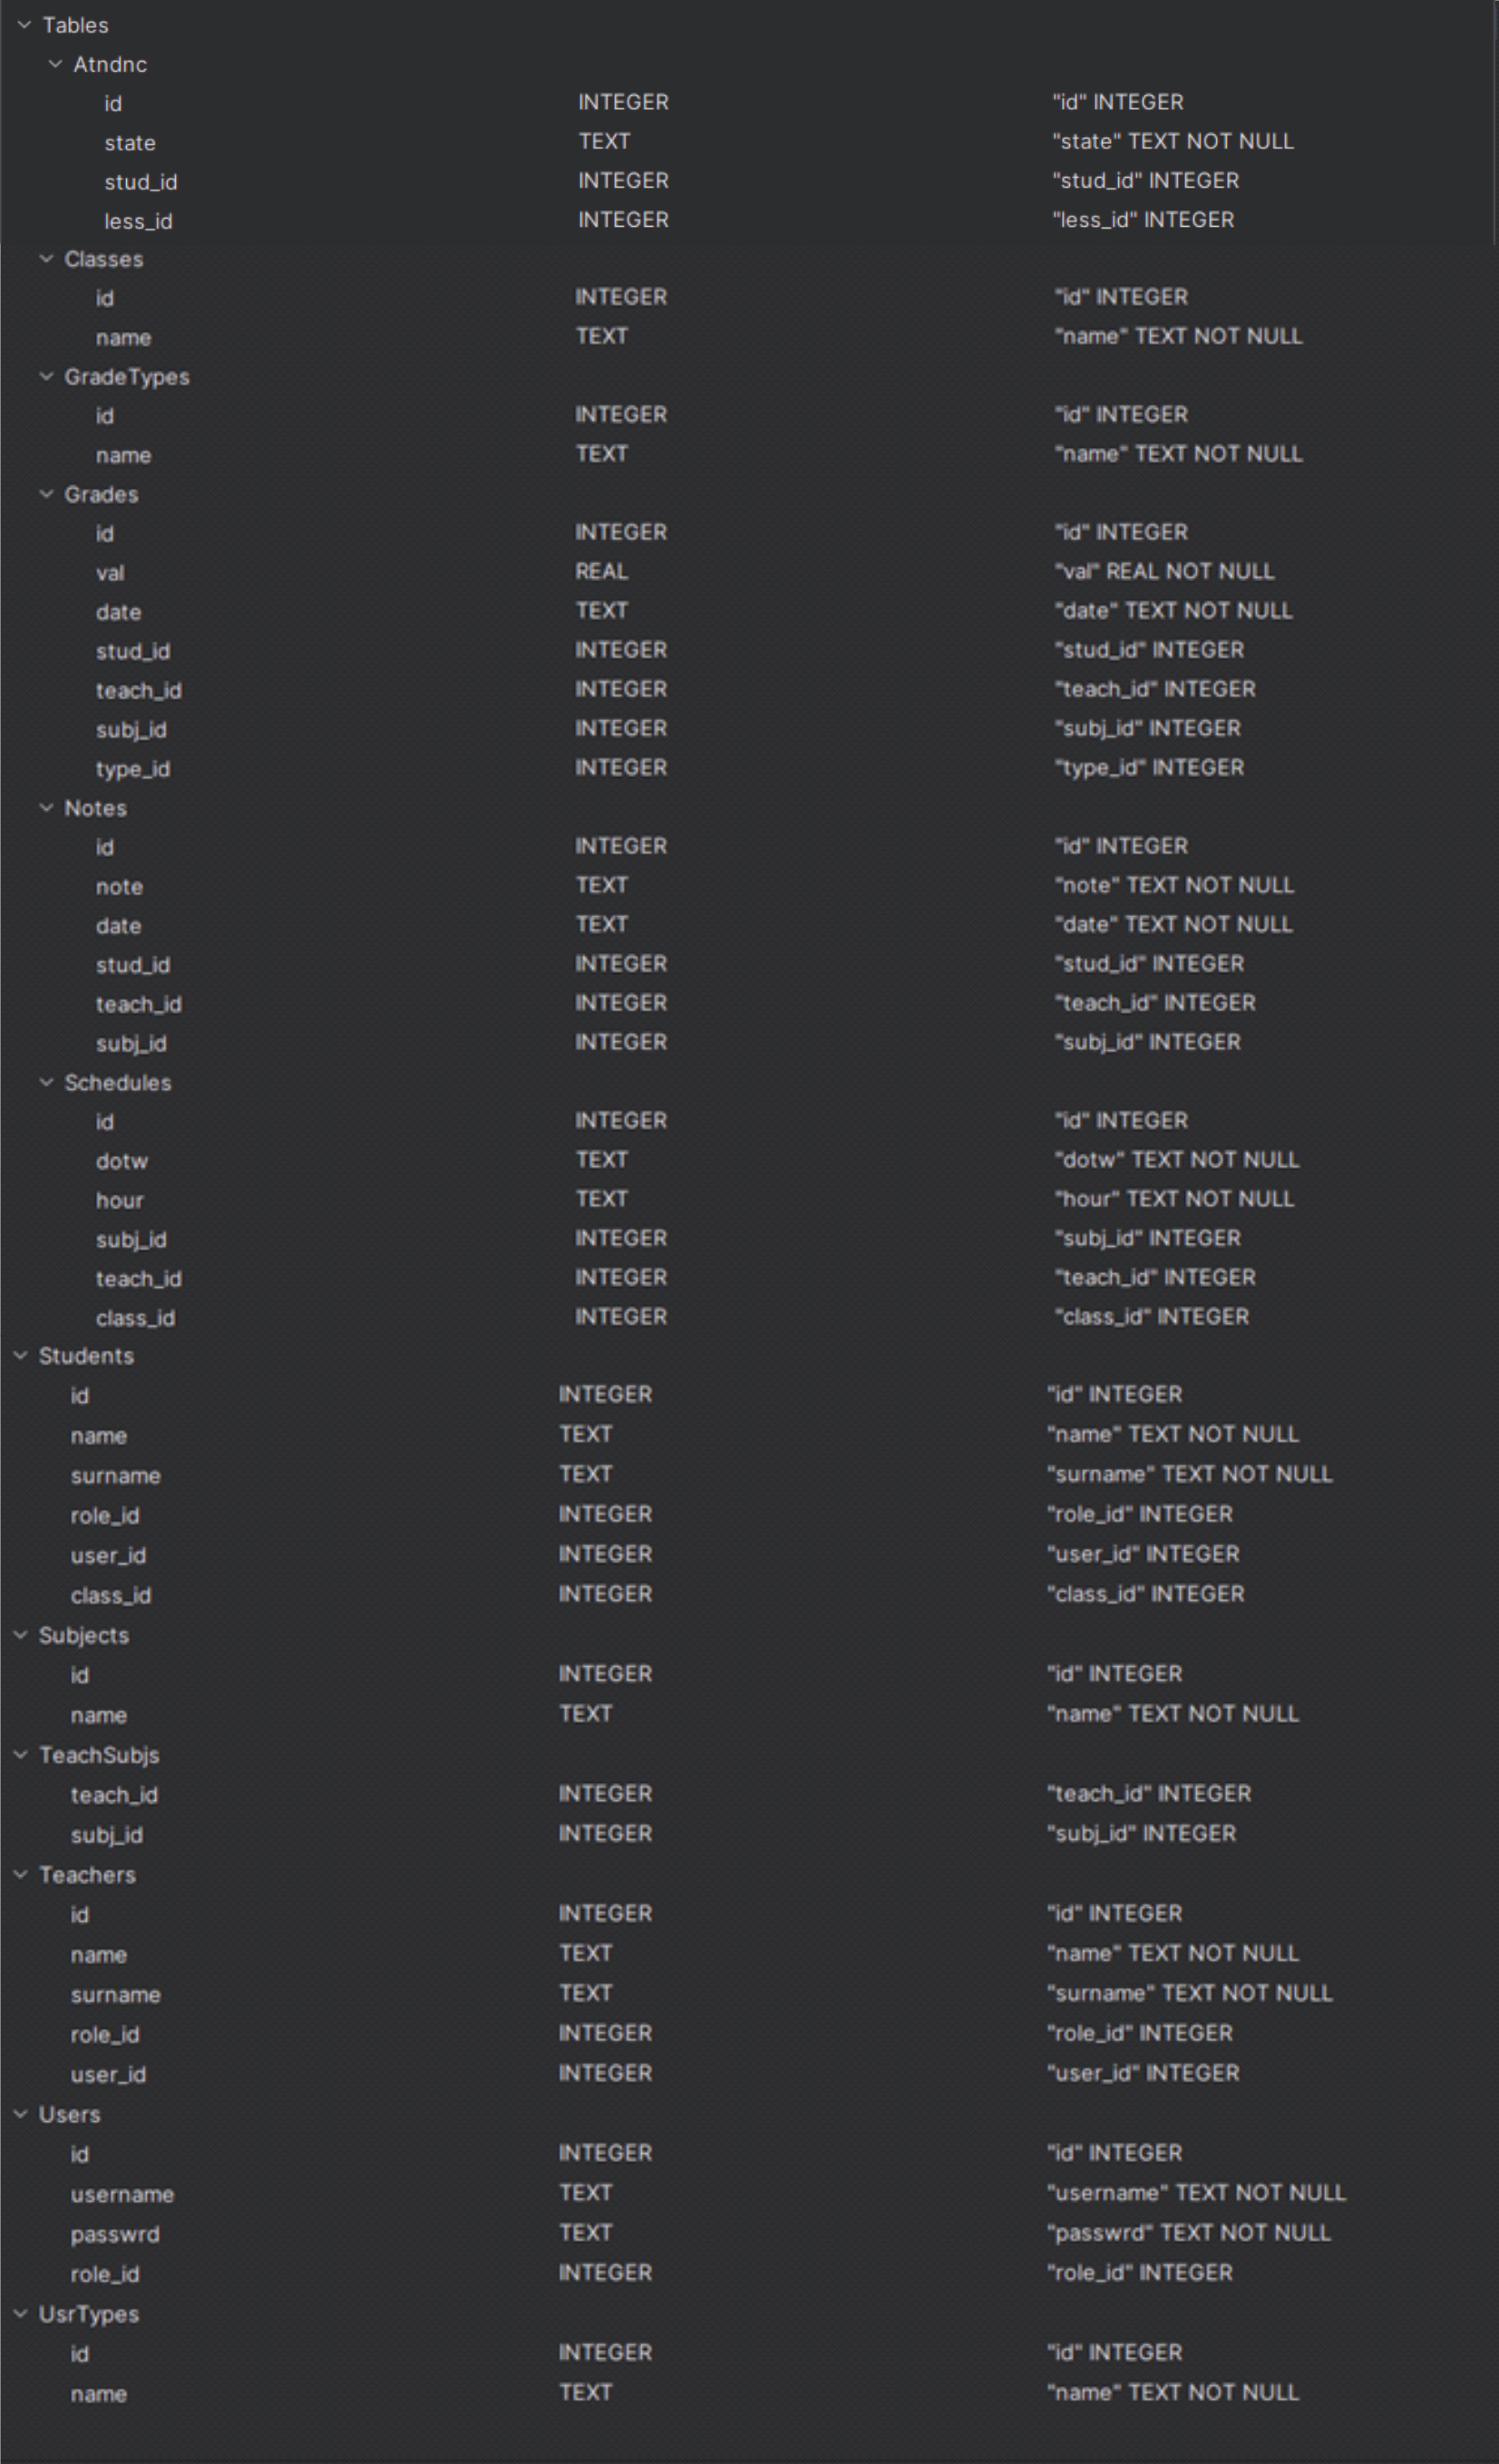 Tables
Atndnc
id INTEGER "id" INTEGER
state TEXT "state" TEXT NOT NULL
stud_id INTEGER "stud_id" INTEGER
less_id INTEGER "less_id" INTEGER
Classes
id INTEGER "id" INTEGER
name TEXT "name" TEXT NOT NULL
GradeTypes
id INTEGER "id" INTEGER
name TEXT "name" TEXT NOT NULL
Grades
id INTEGER "id" INTEGER
val REAL "val" REAL NOT NULL
date TEXT "date" TEXT NOT NULL
stud_id INTEGER "stud_id" INTEGER
teach_id INTEGER "teach_id" INTEGER
subj_id INTEGER "subj_id" INTEGER
type_id INTEGER "type_id" INTEGER
Notes
id INTEGER "id" INTEGER
note TEXT "note" TEXT NOT NULL
date TEXT "date" TEXT NOT NULL
stud_id INTEGER "stud_id" INTEGER
teach_id INTEGER "teach_id" INTEGER
subj_id INTEGER "subj_id" INTEGER
Schedules
id INTEGER "id" INTEGER
dotw TEXT "dotw" TEXT NOT NULL
hour TEXT "hour" TEXT NOT NULL
subj_id INTEGER "subj_id" INTEGER
teach_id INTEGER "teach_id" INTEGER
class_id INTEGER "class_id" INTEGER
Students
id INTEGER "id" INTEGER
name TEXT "name" TEXT NOT NULL
surname TEXT "surname" TEXT NOT NULL
role_id INTEGER "role_id" INTEGER
user_id INTEGER "user_id" INTEGER
class_id INTEGER "class_id" INTEGER
Subjects
id INTEGER "id" INTEGER
name TEXT "name" TEXT NOT NULL
TeachSubjs
teach_id INTEGER "teach_id" INTEGER
subj_id INTEGER "subj_id" INTEGER
Teachers
id INTEGER "id" INTEGER
name TEXT "name" TEXT NOT NULL
surname TEXT "surname" TEXT NOT NULL
role_id INTEGER "role_id" INTEGER
user_id INTEGER "user_id" INTEGER
Users
id INTEGER "id" INTEGER
username TEXT "username" TEXT NOT NULL
passwrd TEXT "passwrd" TEXT NOT NULL
role_id INTEGER "role_id" INTEGER
UsrTypes
id INTEGER "id" INTEGER
name TEXT "name" TEXT NOT NULL